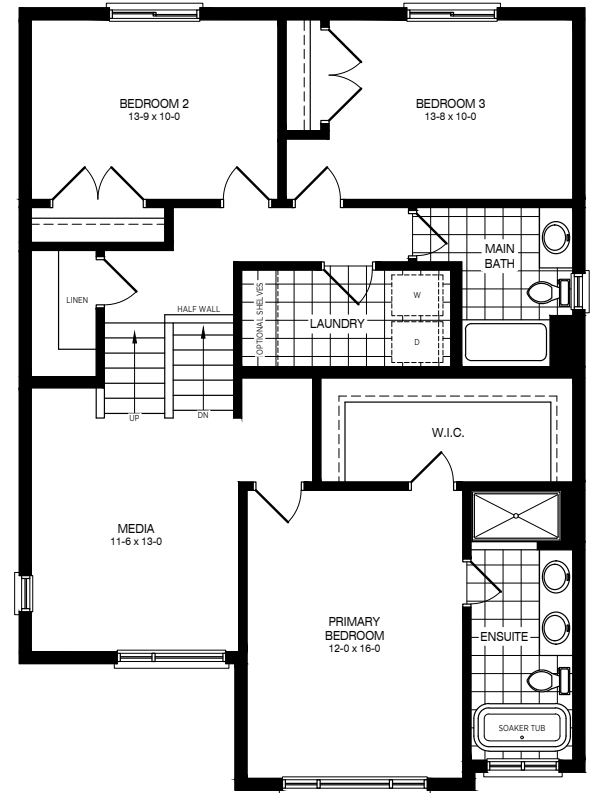 BEDROOM 2
13-9 x 10-0
BEDROOM 3
13-8 x 10-0
MAIN
BATH
LINEN
HALF WALL
OPTIONAL SHELVES
W
LAUNDRY
D
UP
DN
W.I.C.
MEDIA
11-6 x 13-0
PRIMARY
BEDROOM
12-0 x 16-0
ENSUITE
SOAKER TUB